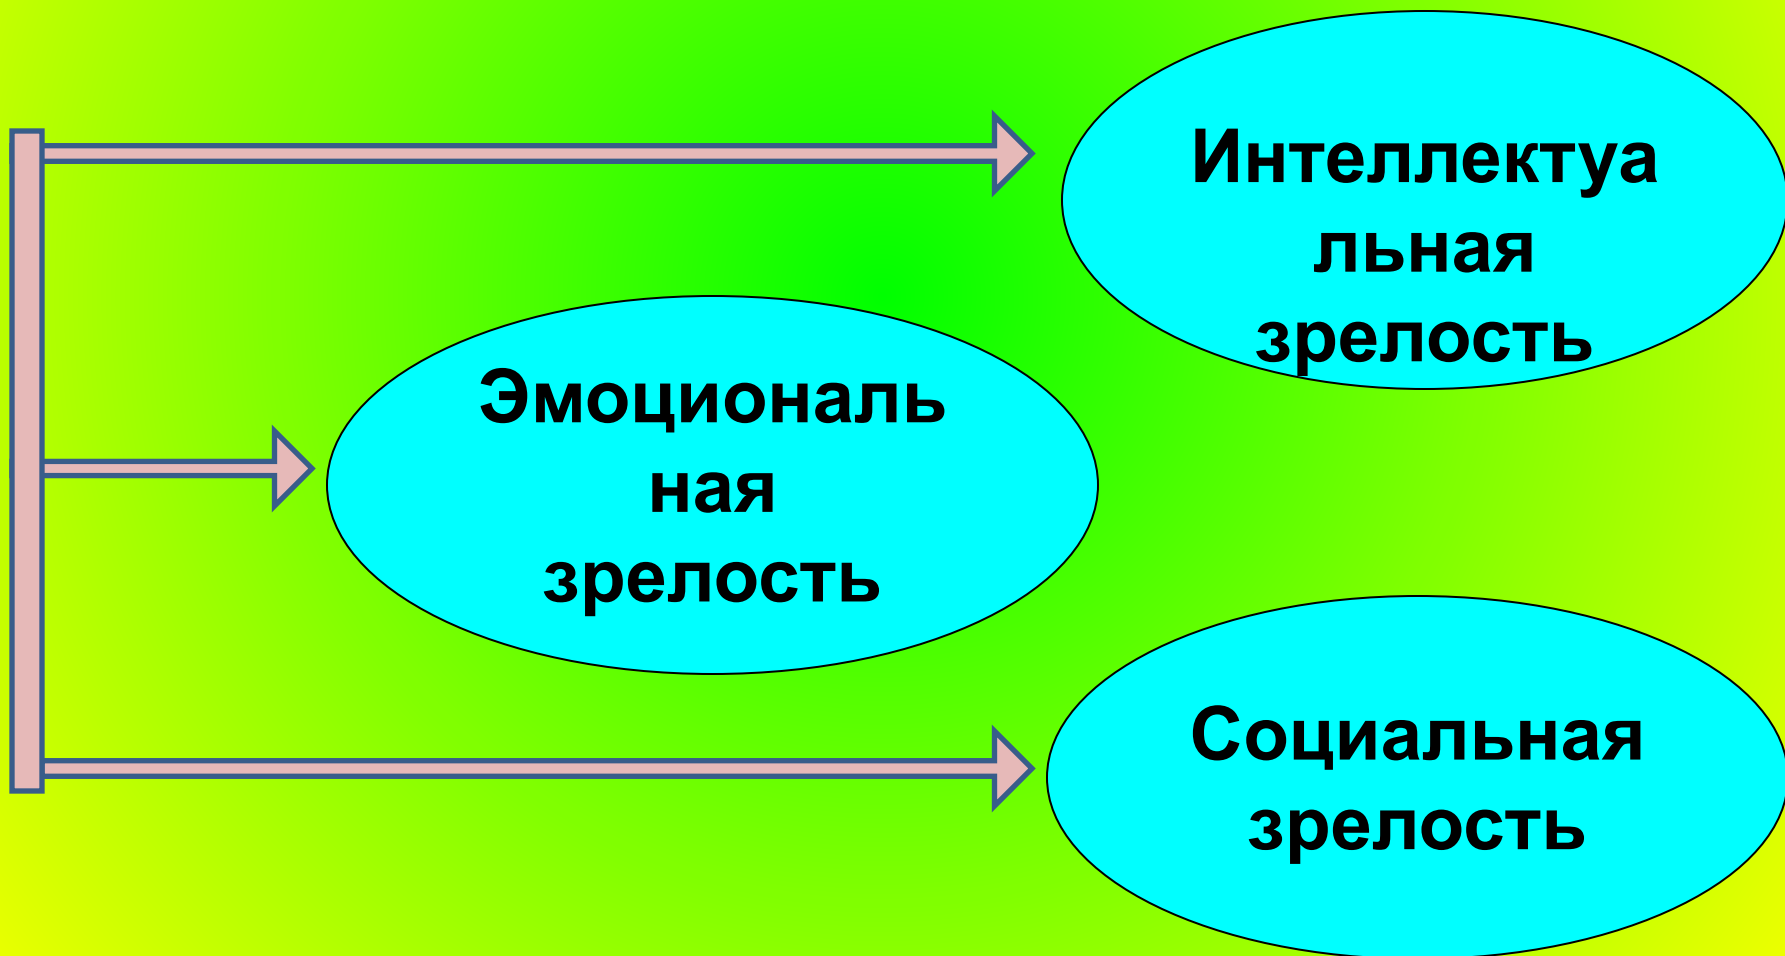 Интеллектуа
льная
зрелость
Эмоциональ
ная
зрелость
Социальная
зрелость